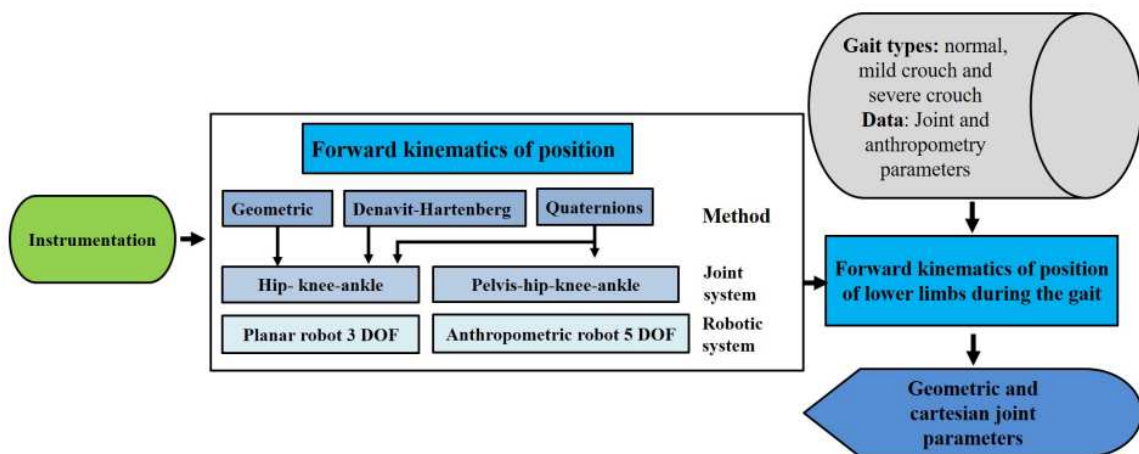 Instrumentation
Forward kinematics of position
Geometric
Denavit-Hartenberg
Quaternions
Method
Hip- knee-ankle
Pelvis-hip-knee-ankle
Joint
system
Planar robot 3 DOF
Anthropometric robot 5 DOF
Robotic
system
Gait types: normal,
mild crouch and
severe crouch
Data: Joint and
anthropometry
parameters
Forward kinematics of position
of lower limbs during the gait
Geometric and
cartesian joint
parameters